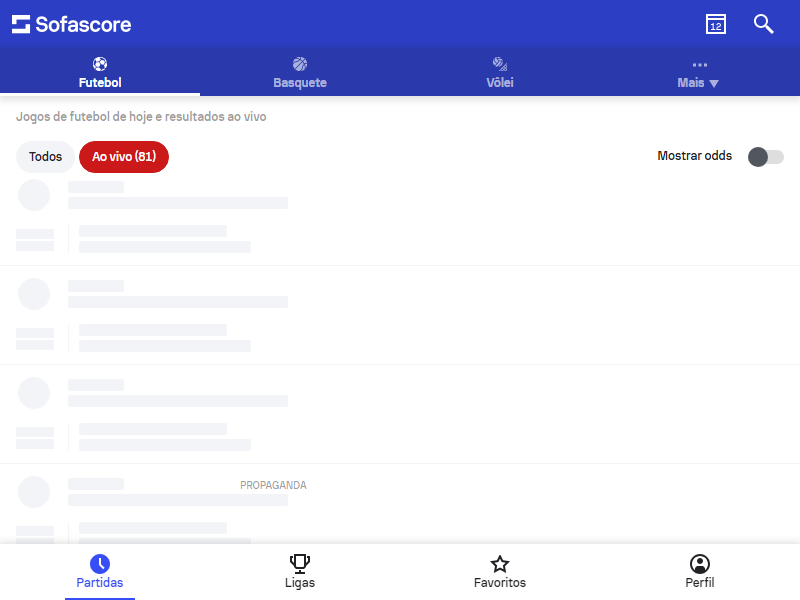 Sofascore
12
Futebol
Basquete
Vôlei
Mais
Jogos de futebol de hoje e resultados ao vivo
Todos
Ao vivo (81)
Mostrar odds
PROPAGANDA
Partidas
Ligas
Favoritos
Perfil